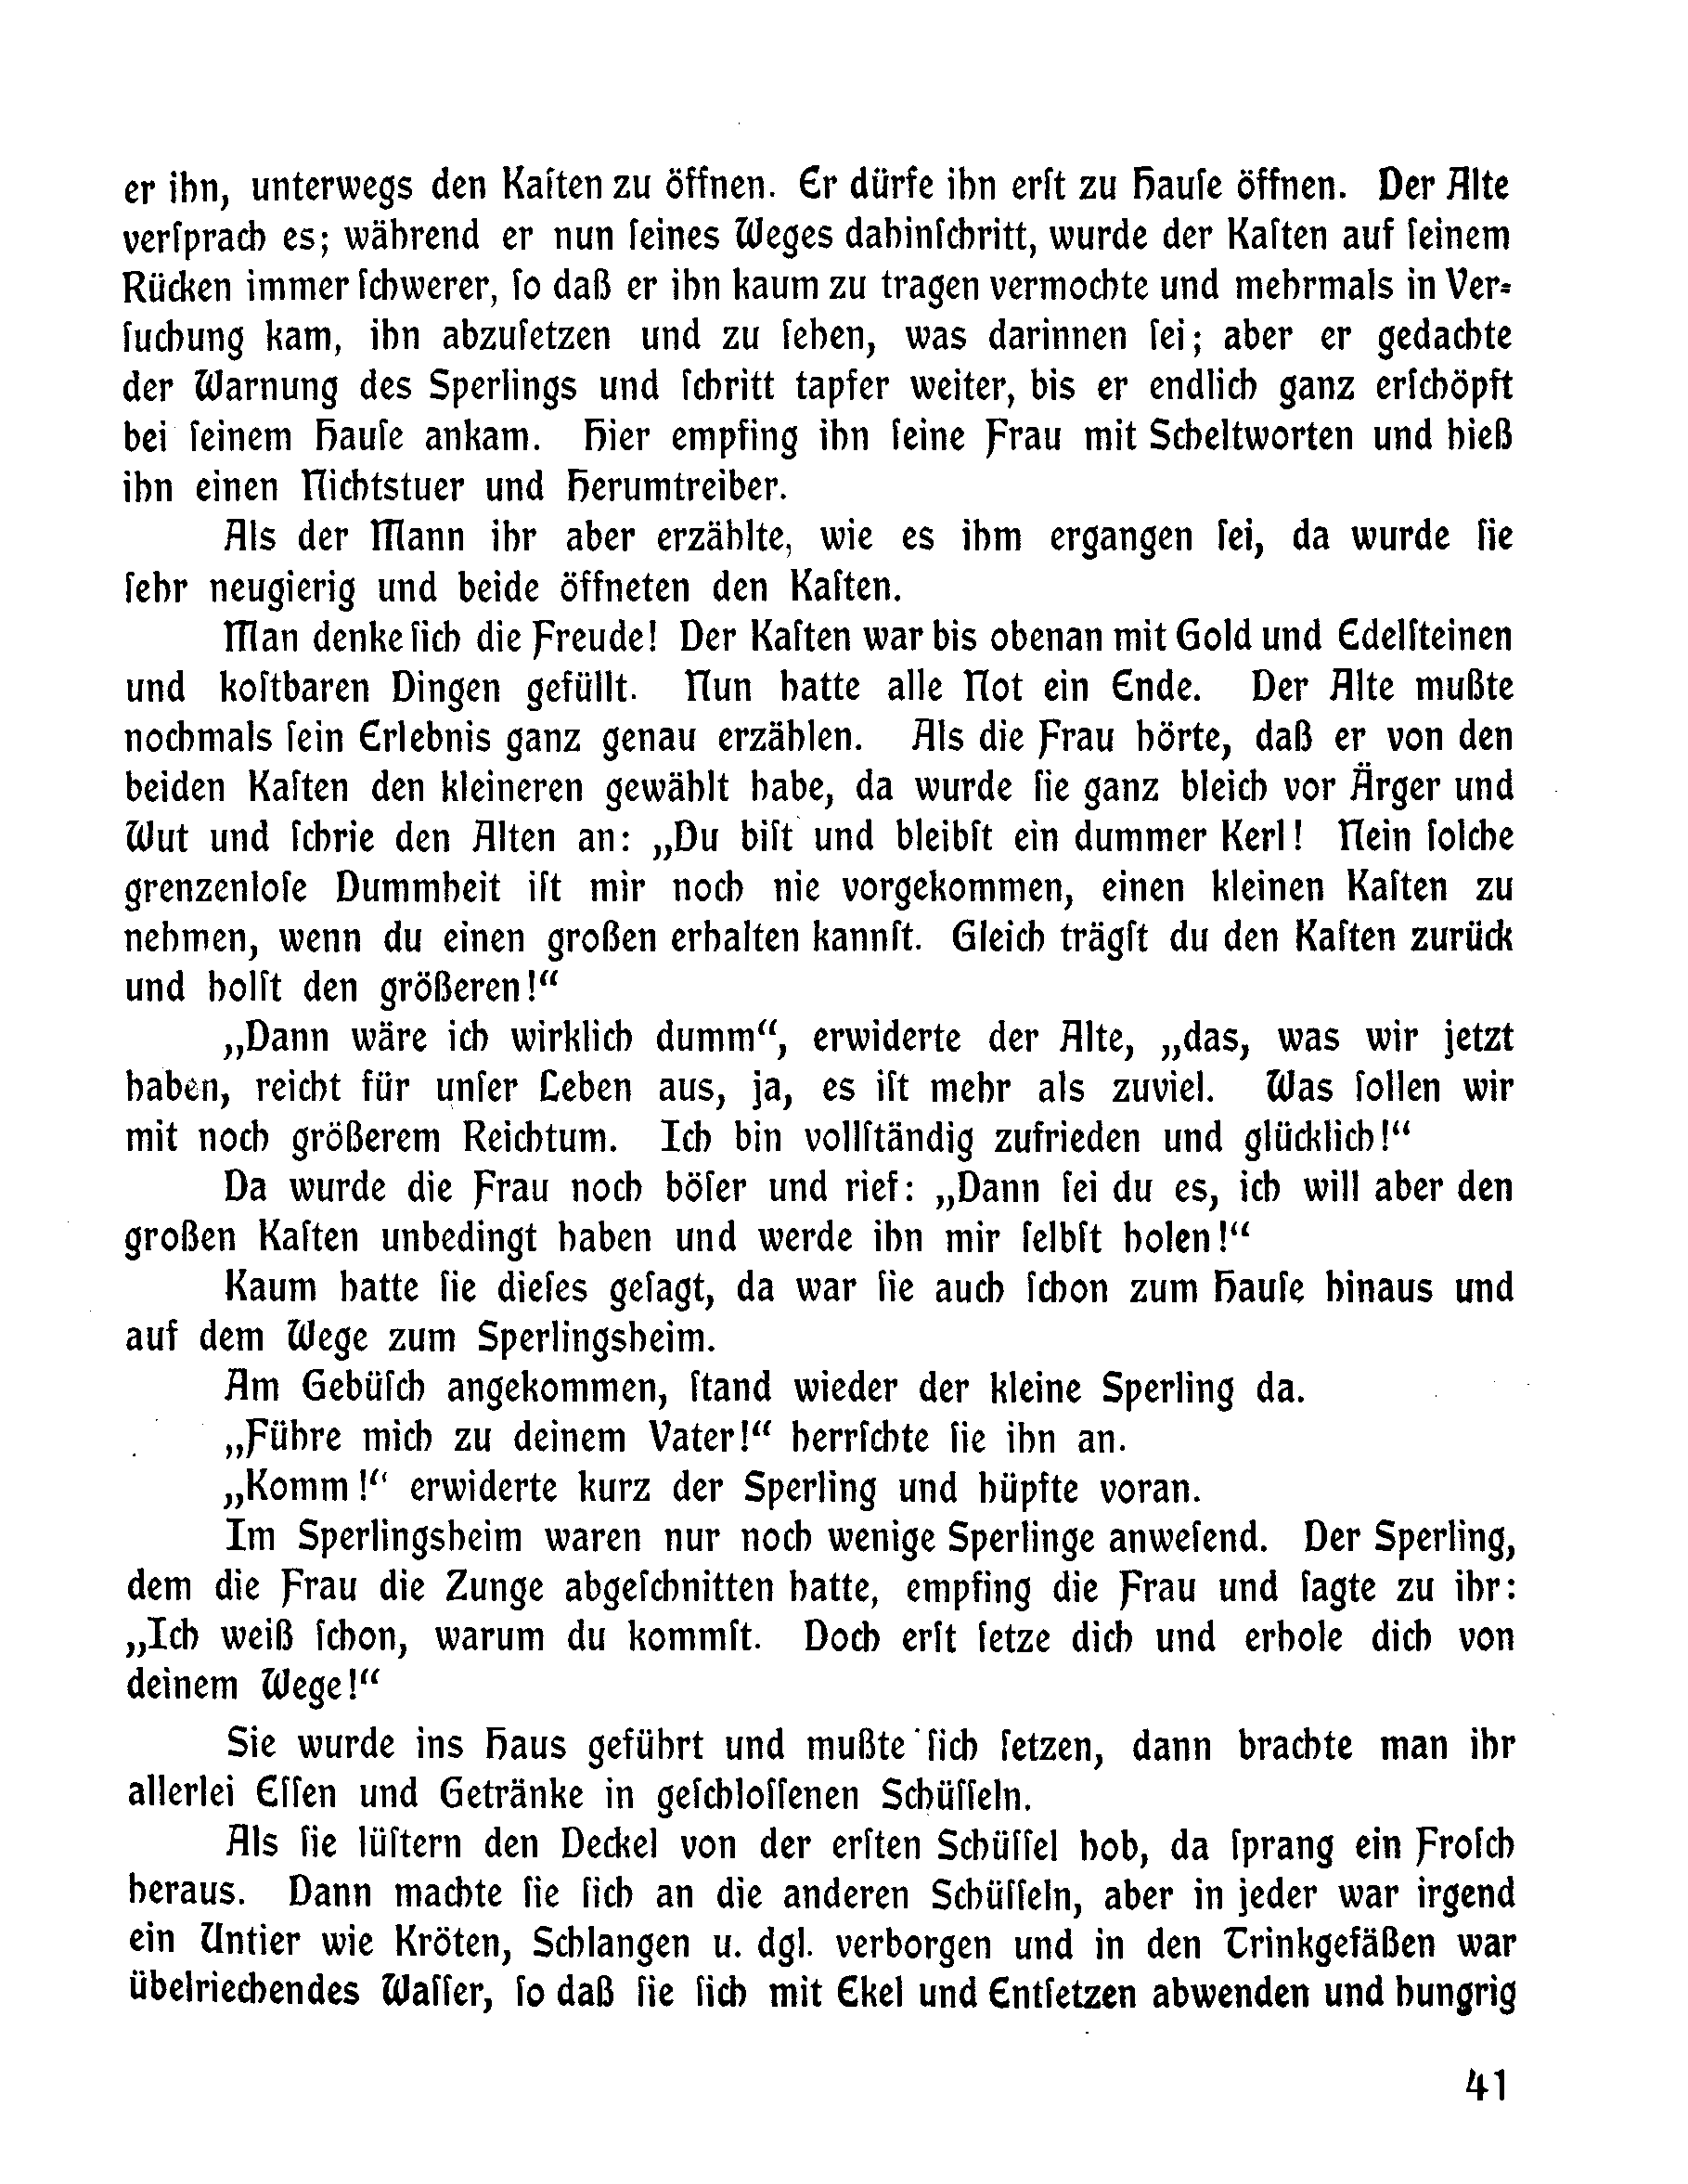 er ihn, unterwegs den Kaſten zu öffnen. Er dürfe ihn erſt zu Hauſe öffnen. Der Alte
verſprach es; während er nun ſeines Weges dahinſchritt, wurde der Kaſten auf ſeinem
Rücken immer ſchwerer, ſo daß er ihn kaum zu tragen vermochte und mehrmals in Ver-
ſuchung kam, ihn abzuſetzen und zu ſehen, was darinnen ſei; aber er gedachte
der Warnung des Sperlings und ſchritt tapfer weiter, bis er endlich ganz erſchöpft
bei ſeinem Hauſe ankam. Hier empfing ihn ſeine Frau mit Scheltworten und hieß
ihn einen Nichtstuer und Herumtreiber.
Als der Mann ihr aber erzählte, wie es ihm ergangen ſei, da wurde ſie
ſehr neugierig und beide öffneten den Kaſten.
Man denke ſich die Freude! Der Kaſten war bis obenan mit Gold und Edelſteinen
und koſtbaren Dingen gefüllt. Nun hatte alle Not ein Ende. Der Alte mußte
nochmals ſein Erlebnis ganz genau erzählen. Als die Frau hörte, daß er von den
beiden Kaſten den kleineren gewählt habe, da wurde ſie ganz bleich vor Ärger und
Wut und ſchrie den Alten an: „Du biſt und bleibſt ein dummer Kerl! Nein ſolche
grenzenloſe Dummheit iſt mir noch nie vorgekommen, einen kleinen Kaſten zu
nehmen, wenn du einen großen erhalten kannſt. Gleich trägſt du den Kaſten zurück
und holſt den größeren!“
„Dann wäre ich wirklich dumm“, erwiderte der Alte, „das, was wir jetzt
haben, reicht für unſer Leben aus, ja, es iſt mehr als zuviel. Was ſollen wir
mit noch größerem Reichtum. Ich bin vollſtändig zufrieden und glücklich!“
Da wurde die Frau noch böſer und rief: „Dann ſei du es, ich will aber den
großen Kaſten unbedingt haben und werde ihn mir ſelbſt holen!“
Kaum hatte ſie dieſes geſagt, da war ſie auch ſchon zum Hauſe hinaus und
auf dem Wege zum Sperlingsheim.
Am Gebüſch angekommen, ſtand wieder der kleine Sperling da.
„Führe mich zu deinem Vater!“ herrſchte ſie ihn an.
„Komm!“ erwiderte kurz der Sperling und hüpfte voran.
Im Sperlingsheim waren nur noch wenige Sperlinge anweſend. Der Sperling,
dem die Frau die Zunge abgeſchnitten hatte, empfing die Frau und ſagte zu ihr:
„Ich weiß ſchon, warum du kommſt. Doch erſt ſetze dich und erhole dich von
deinem Wege!“
Sie wurde ins Haus geführt und mußte ſich ſetzen, dann brachte man ihr
allerlei Eſſen und Getränke in geſchloſſenen Schüſſeln.
Als ſie lüſtern den Deckel von der erſten Schüſſel hob, da ſprang ein Froſch
heraus. Dann machte ſie ſich an die anderen Schüſſeln, aber in jeder war irgend
ein Untier wie Kröten, Schlangen u. dgl. verborgen und in den Trinkgefäßen war
übelriechendes Waſſer, ſo daß ſie ſich mit Ekel und Entſetzen abwenden und hungrig
41